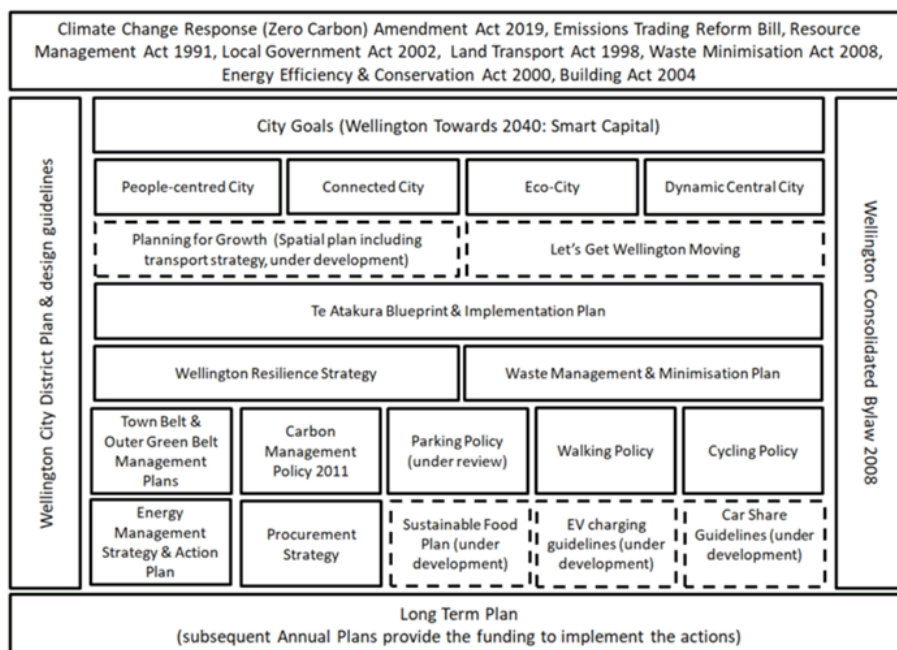 Climate Change Response (Zero Carbon) Amendment Act 2019, Emissions Trading Reform Bill, Resource
Management Act 1991, Local Government Act 2002, Land Transport Act 1998, Waste Minimisation Act 2008,
Energy Efficiency & Conservation Act 2000, Building Act 2004
Wellington City District Plan & design guidelines
City Goals (Wellington Towards 2040: Smart Capital)
People-centred City
Connected City
Eco-City
Dynamic Central City
Planning for Growth (Spatial plan including
transport strategy, under development)
Let's Get Wellington Moving
Te Atakura Blueprint & Implementation Plan
Wellington Resilience Strategy
Waste Management & Minimisation Plan
Town Belt &
Outer Green Belt
Management
Plans
Carbon
Management
Policy 2011
Parking Policy
(under review)
Walking Policy
Cycling Policy
Energy
Management
Strategy & Action
Plan
Procurement
Strategy
Sustainable Food
Plan (under
development)
EV charging
guidelines (under
development)
Car Share
Guidelines (under
development)
Wellington Consolidated Bylaw 2008
Long Term Plan
(subsequent Annual Plans provide the funding to implement the actions)